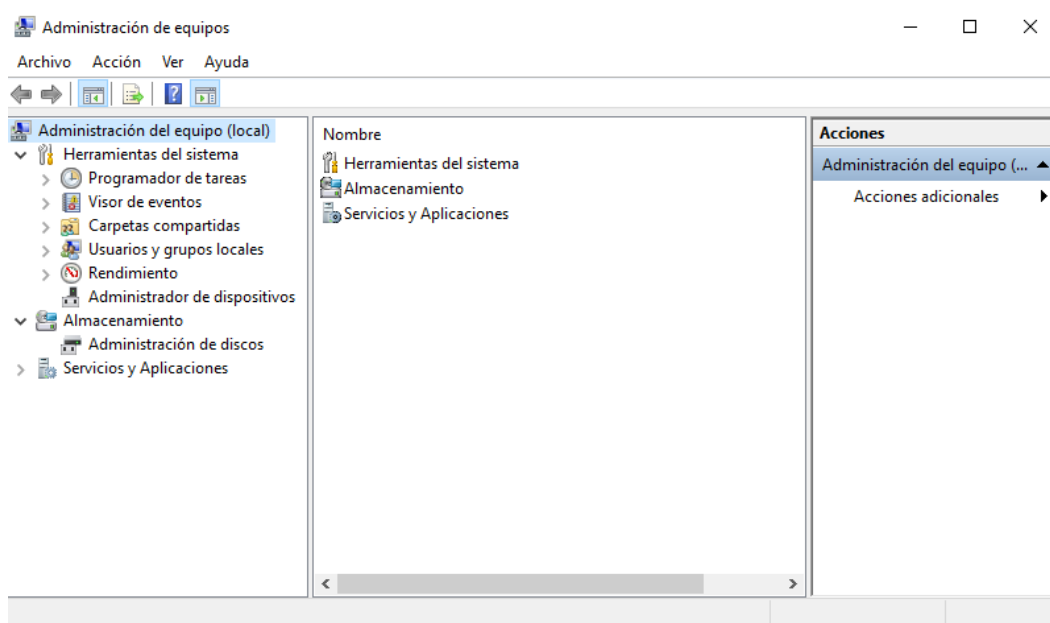 Administración de equipos
Archivo Acción Ver Ayuda
Administración del equipo (local)
Herramientas del sistema
Programador de tareas
Visor de eventos
Carpetas compartidas
Usuarios y grupos locales
Rendimiento
Administrador de dispositivos
Almacenamiento
Administración de discos
Servicios y Aplicaciones
Nombre
Herramientas del sistema
Almacenamiento
Servicios y Aplicaciones
Acciones
Administración del equipo (...
Acciones adicionales